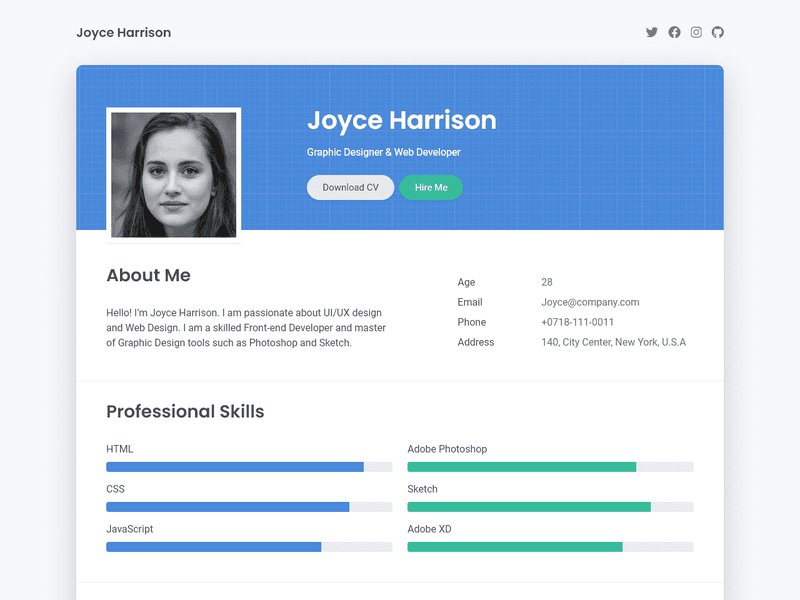 Joyce Harrison
Joyce Harrison
Graphic Designer & Web Developer
Download CV
Hire Me
About Me
Hello! I'm Joyce Harrison. I am passionate about UI/UX design
and Web Design. I am a skilled Front-end Developer and master
of Graphic Design tools such as Photoshop and Sketch.
Age 28
Email Joyce@company.com
Phone +0718-111-0011
Address 140, City Center, New York, U.S.A
Professional Skills
HTML
CSS
JavaScript
Adobe Photoshop
Sketch
Adobe XD